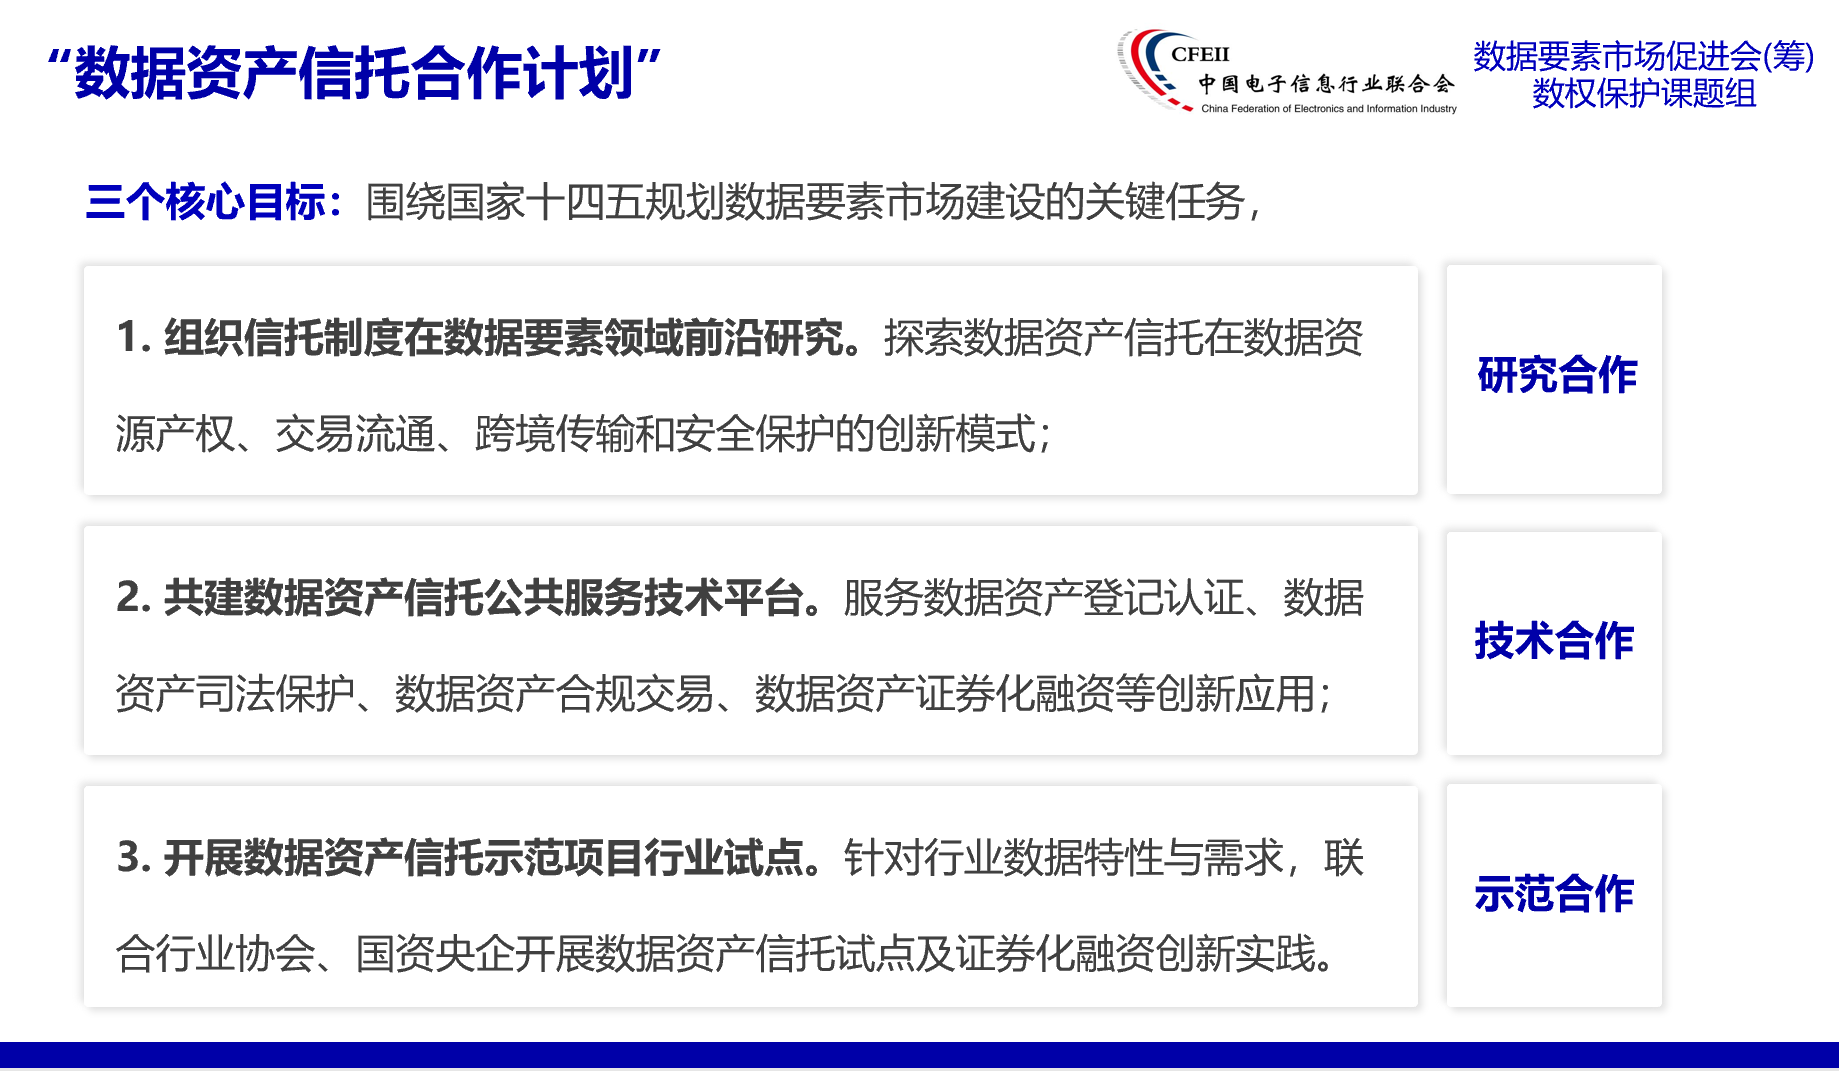 “数据资产信托合作计划”
CFEII
中国电子信息行业联合会
China Federation of Electronics and Information Industry
数据要素市场促进会(筹)
数权保护课题组
三个核心目标：围绕国家十四五规划数据要素市场建设的关键任务，
1. 组织信托制度在数据要素领域前沿研究。探索数据资产信托在数据资
源产权、交易流通、跨境传输和安全保护的创新模式；
研究合作
2. 共建数据资产信托公共服务技术平台。服务数据资产登记认证、数据
资产司法保护、数据资产合规交易、数据资产证券化融资等创新应用；
技术合作
3. 开展数据资产信托示范项目行业试点。针对行业数据特性与需求，联
合行业协会、国资央企开展数据资产信托试点及证券化融资创新实践。
示范合作